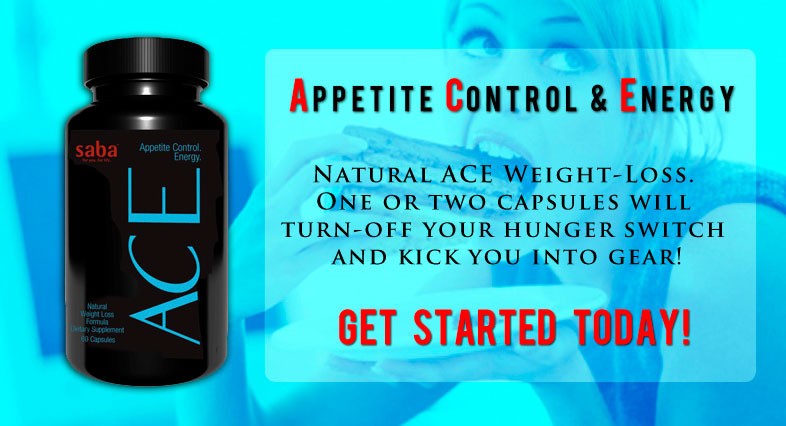 saba
for you. for life.
Appetite Control.
Energy.
ACE
Natural
Weight Loss
Formula
Dietary Supplement
60 Capsules
APPETITE CONTROL & ENERGY
NATURAL ACE WEIGHT-LOSS.
ONE OR TWO CAPSULES WILL
TURN-OFF YOUR HUNGER SWITCH
AND KICK YOU INTO GEAR!
GET STARTED TODAY!